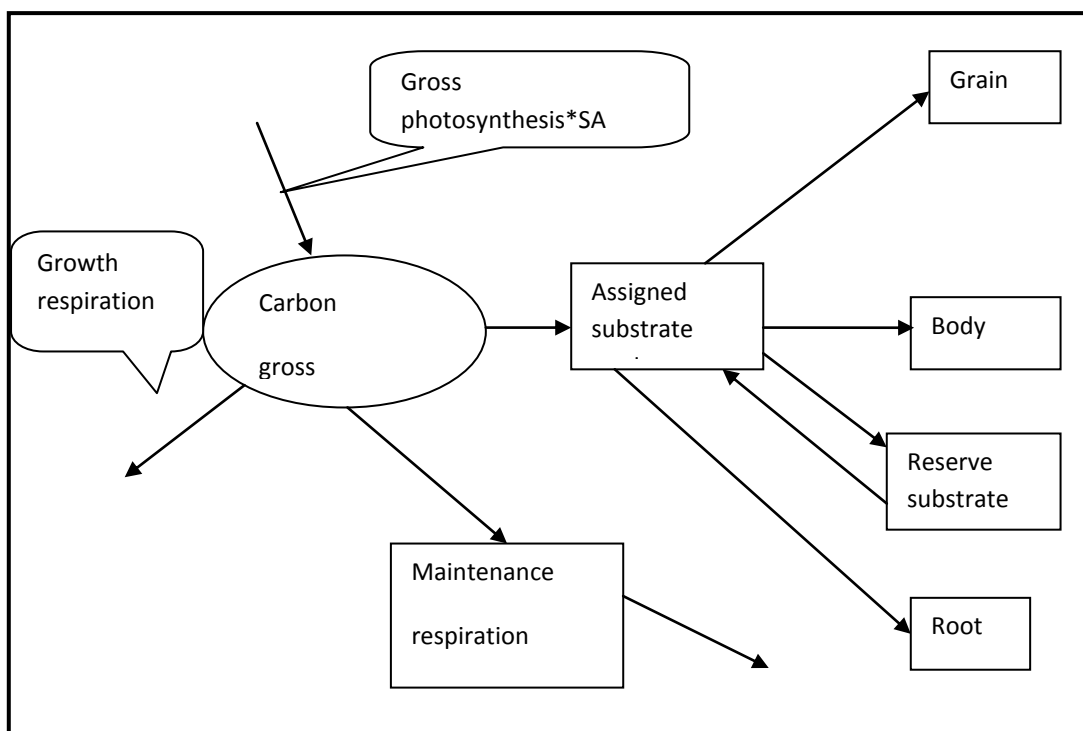 Gross
photosynthesis*SA
Grain
Growth
respiration
Carbon
gross
Assigned
substrate
Body
Reserve
substrate
Maintenance
respiration
Root